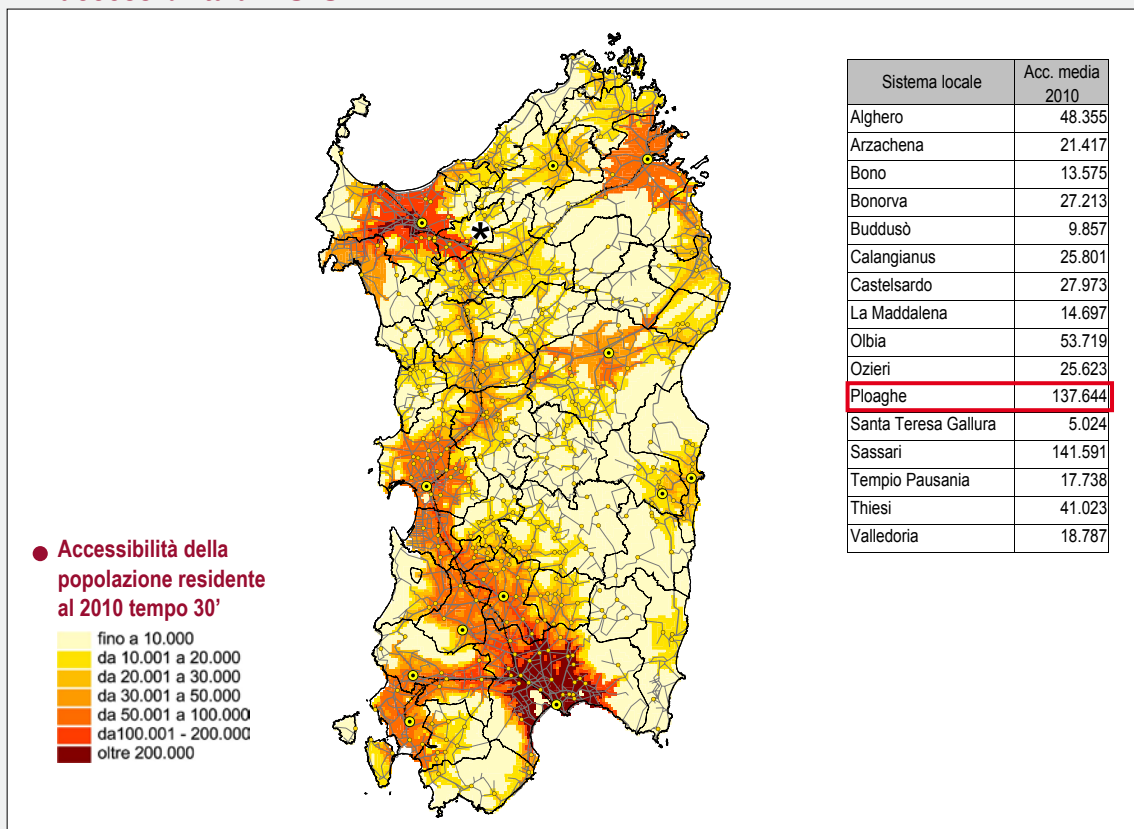 Sistema locale Acc. media 2010
Alghero 48.355
Arzachena 21.417
Bono 13.575
Bonorva 27.213
Buddusò 9.857
Calangianus 25.801
Castelsardo 27.973
La Maddalena 14.697
Olbia 53.719
Ozieri 25.623
Ploaghe 137.644
Santa Teresa Gallura 5.024
Sassari 141.591
Tempio Pausania 17.738
Thiesi 41.023
Valledoria 18.787
*
Accessibilità della
popolazione residente
al 2010 tempo 30’
fino a 10.000
da 10.001 a 20.000
da 20.001 a 30.000
da 30.001 a 50.000
da 50.001 a 100.000
da100.001 - 200.000
oltre 200.000